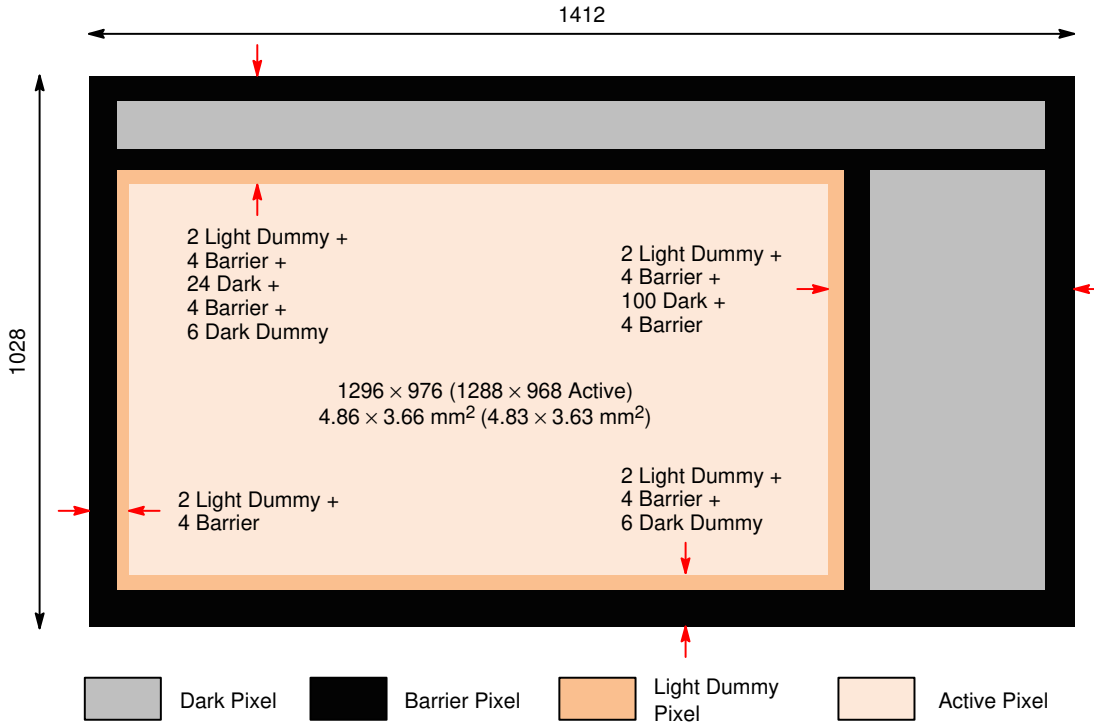 1412
1028
2 Light Dummy +
4 Barrier +
24 Dark +
4 Barrier +
6 Dark Dummy
2 Light Dummy +
4 Barrier +
100 Dark +
4 Barrier
1296 × 976 (1288 × 968 Active)
4.86 × 3.66 mm² (4.83 × 3.63 mm²)
2 Light Dummy +
4 Barrier
2 Light Dummy +
4 Barrier +
6 Dark Dummy
Dark Pixel
Barrier Pixel
Light Dummy
Pixel
Active Pixel